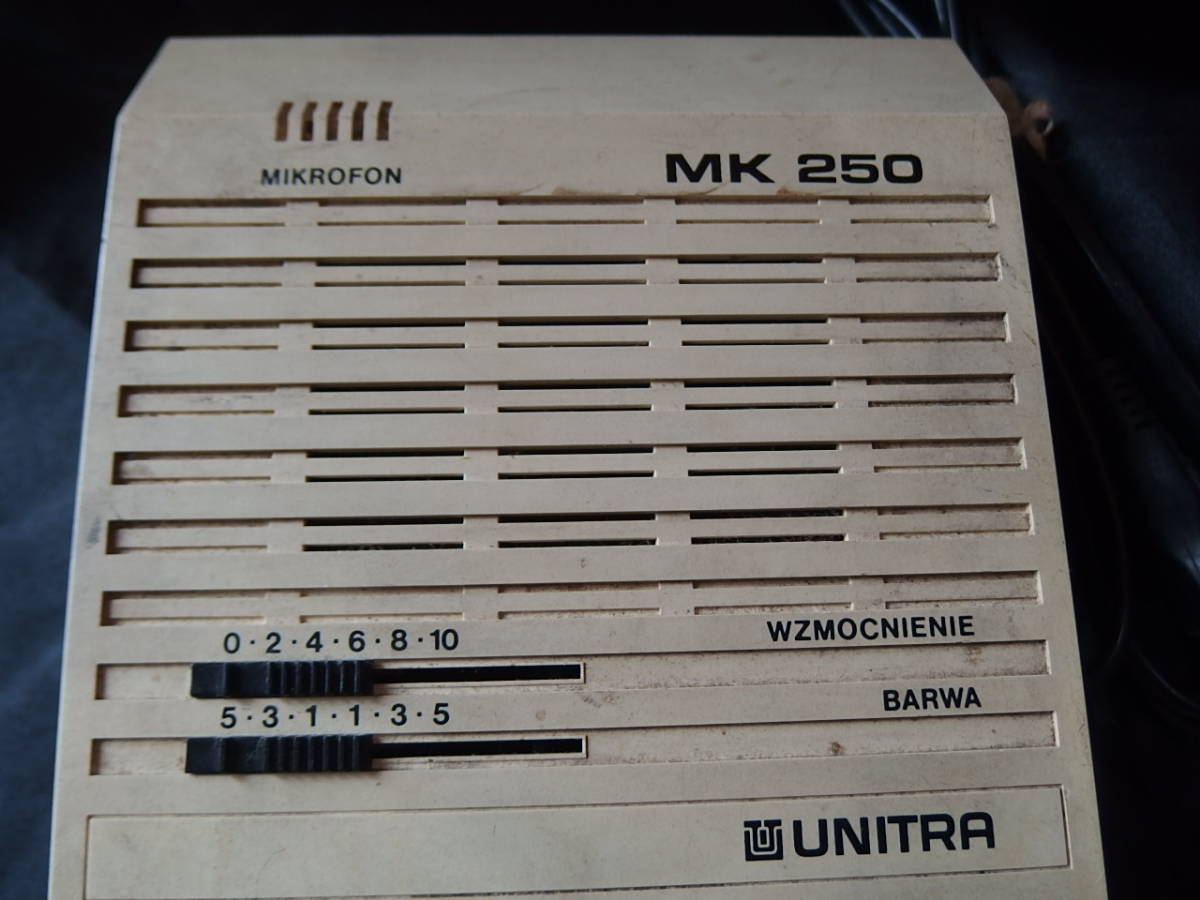 MIKROFON
MK 250
0·2·4·6·8·10
WZMOCNIENIE
5·3·1·1·3·5
BARWA
UNITRA